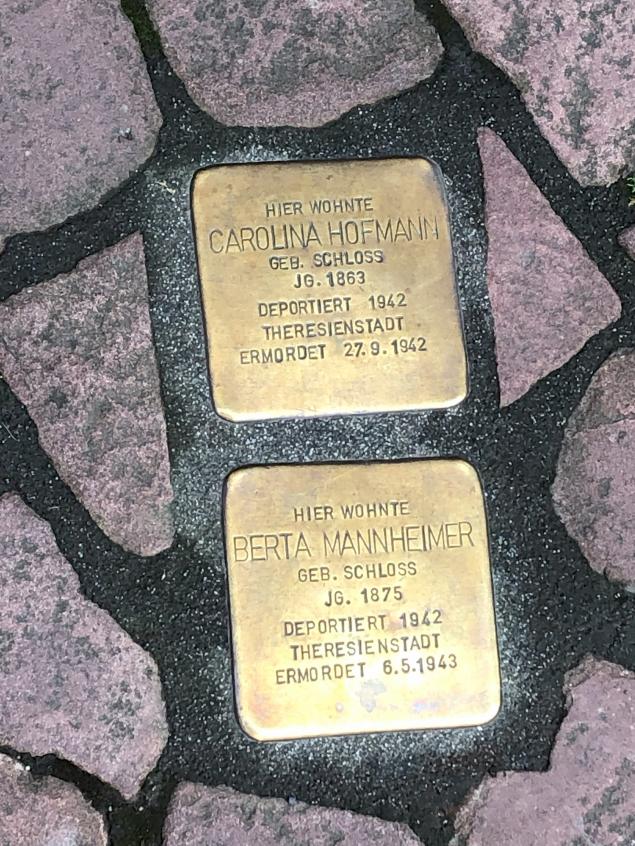 HIER WOHNTE
CAROLINA HOFMANN
GEB. SCHLOSS
JG. 1863
DEPORTIERT 1942
THERESIENSTADT
ERMORDET 27.9.1942
HIER WOHNTE
BERTA MANNHEIMER
GEB. SCHLOSS
JG. 1875
DEPORTIERT 1942
THERESIENSTADT
ERMORDET 6.5.1943